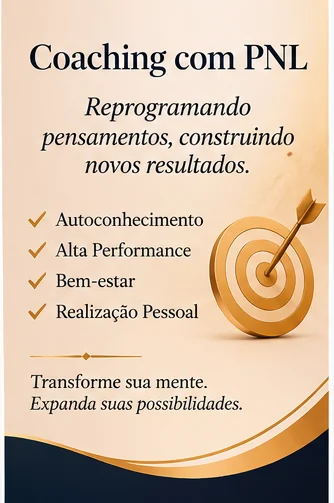 Coaching com PNL
Reprogramando
pensamentos, construindo
novos resultados.
Autoconhecimento
Alta Performance
Bem-estar
Realização Pessoal
Transforme sua mente.
Expanda suas possibilidades.